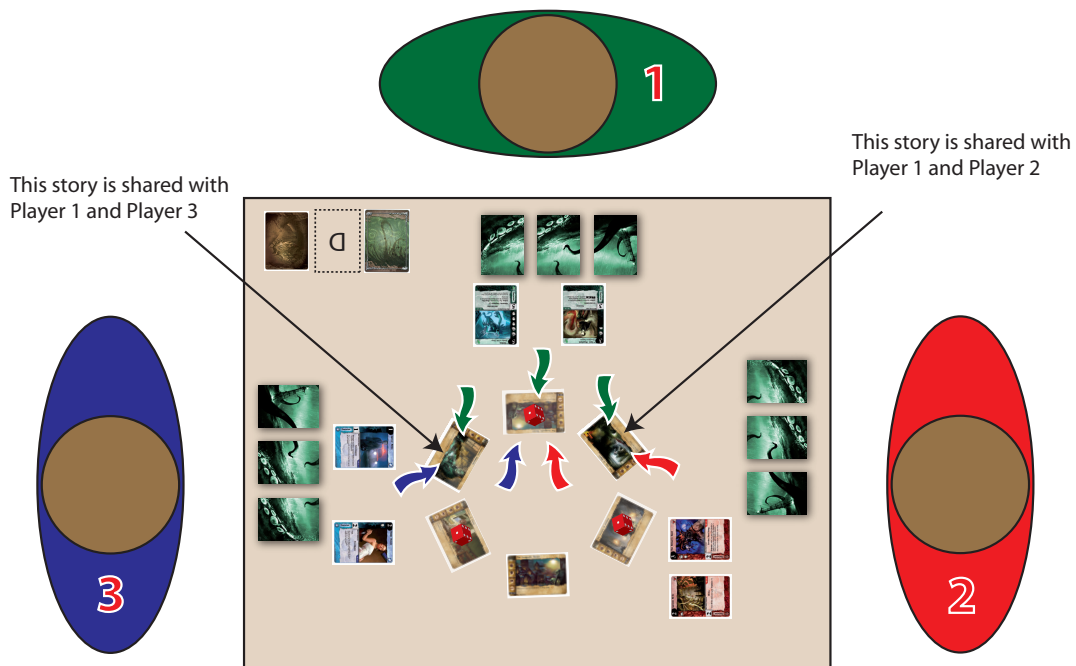 1
This story is shared with
Player 1 and Player 2
This story is shared with
Player 1 and Player 3
D
3
2